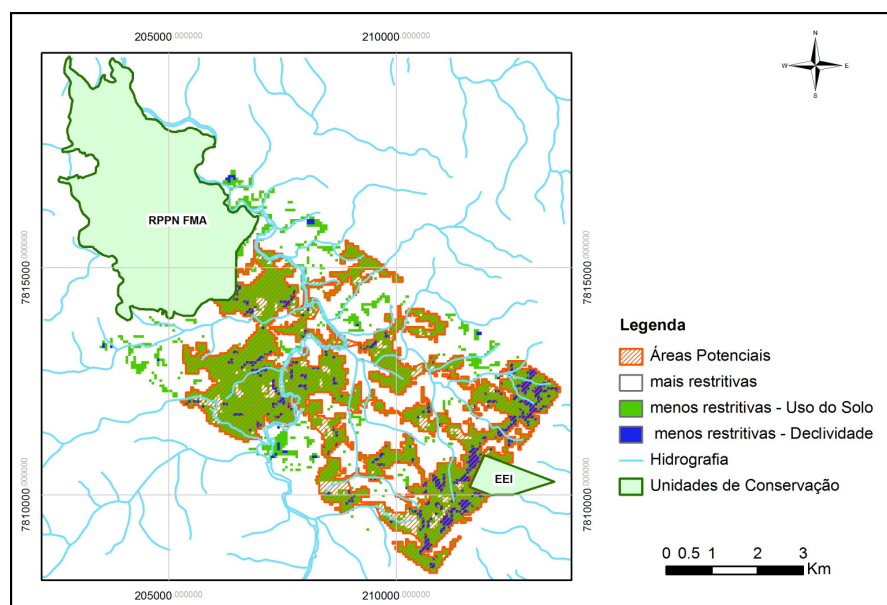 205000.000000 210000.000000
N
W E
S
RPPN FMA
7815000.000000 7815000.000000
Legenda
Áreas Potenciais
mais restritivas
menos restritivas - Uso do Solo
menos restritivas - Declividade
Hidrografia
Unidades de Conservação
EEI
7810000.000000 7810000.000000
0 0.5 1 2 3
Km
205000.000000 210000.000000